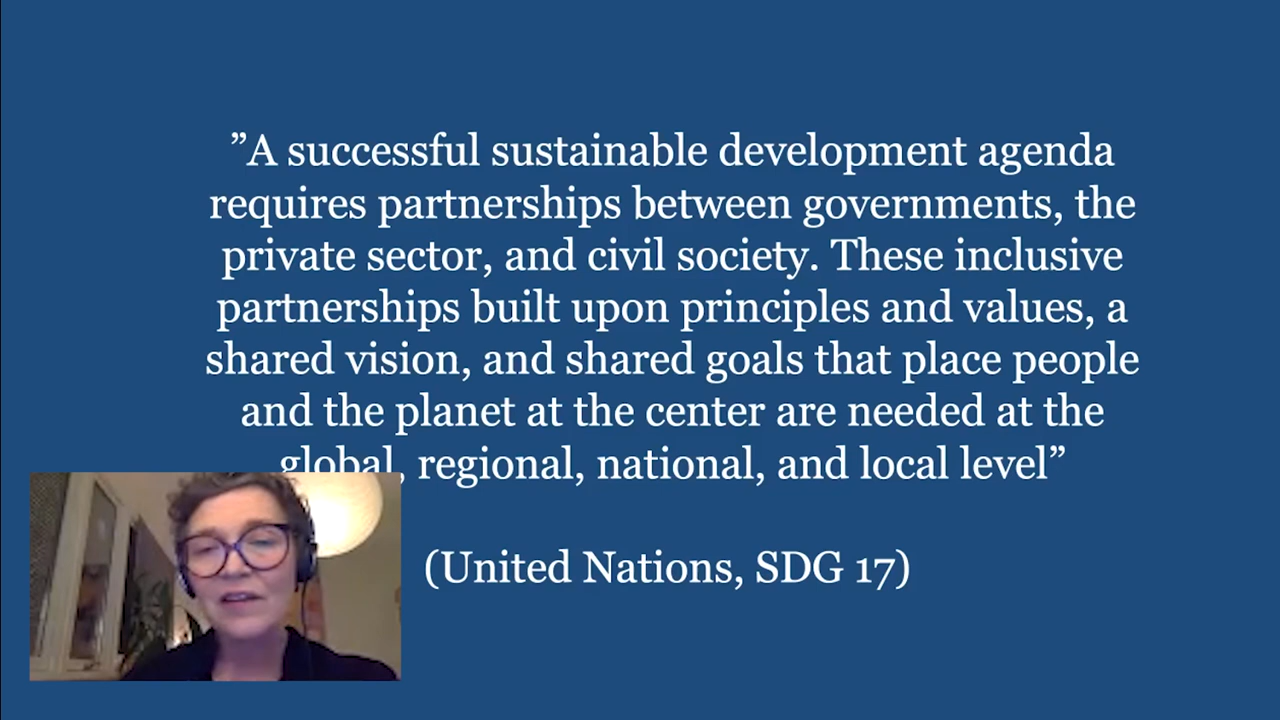 ”A successful sustainable development agenda
requires partnerships between governments, the
private sector, and civil society. These inclusive
partnerships built upon principles and values, a
shared vision, and shared goals that place people
and the planet at the center are needed at the
global, regional, national, and local level”
(United Nations, SDG 17)